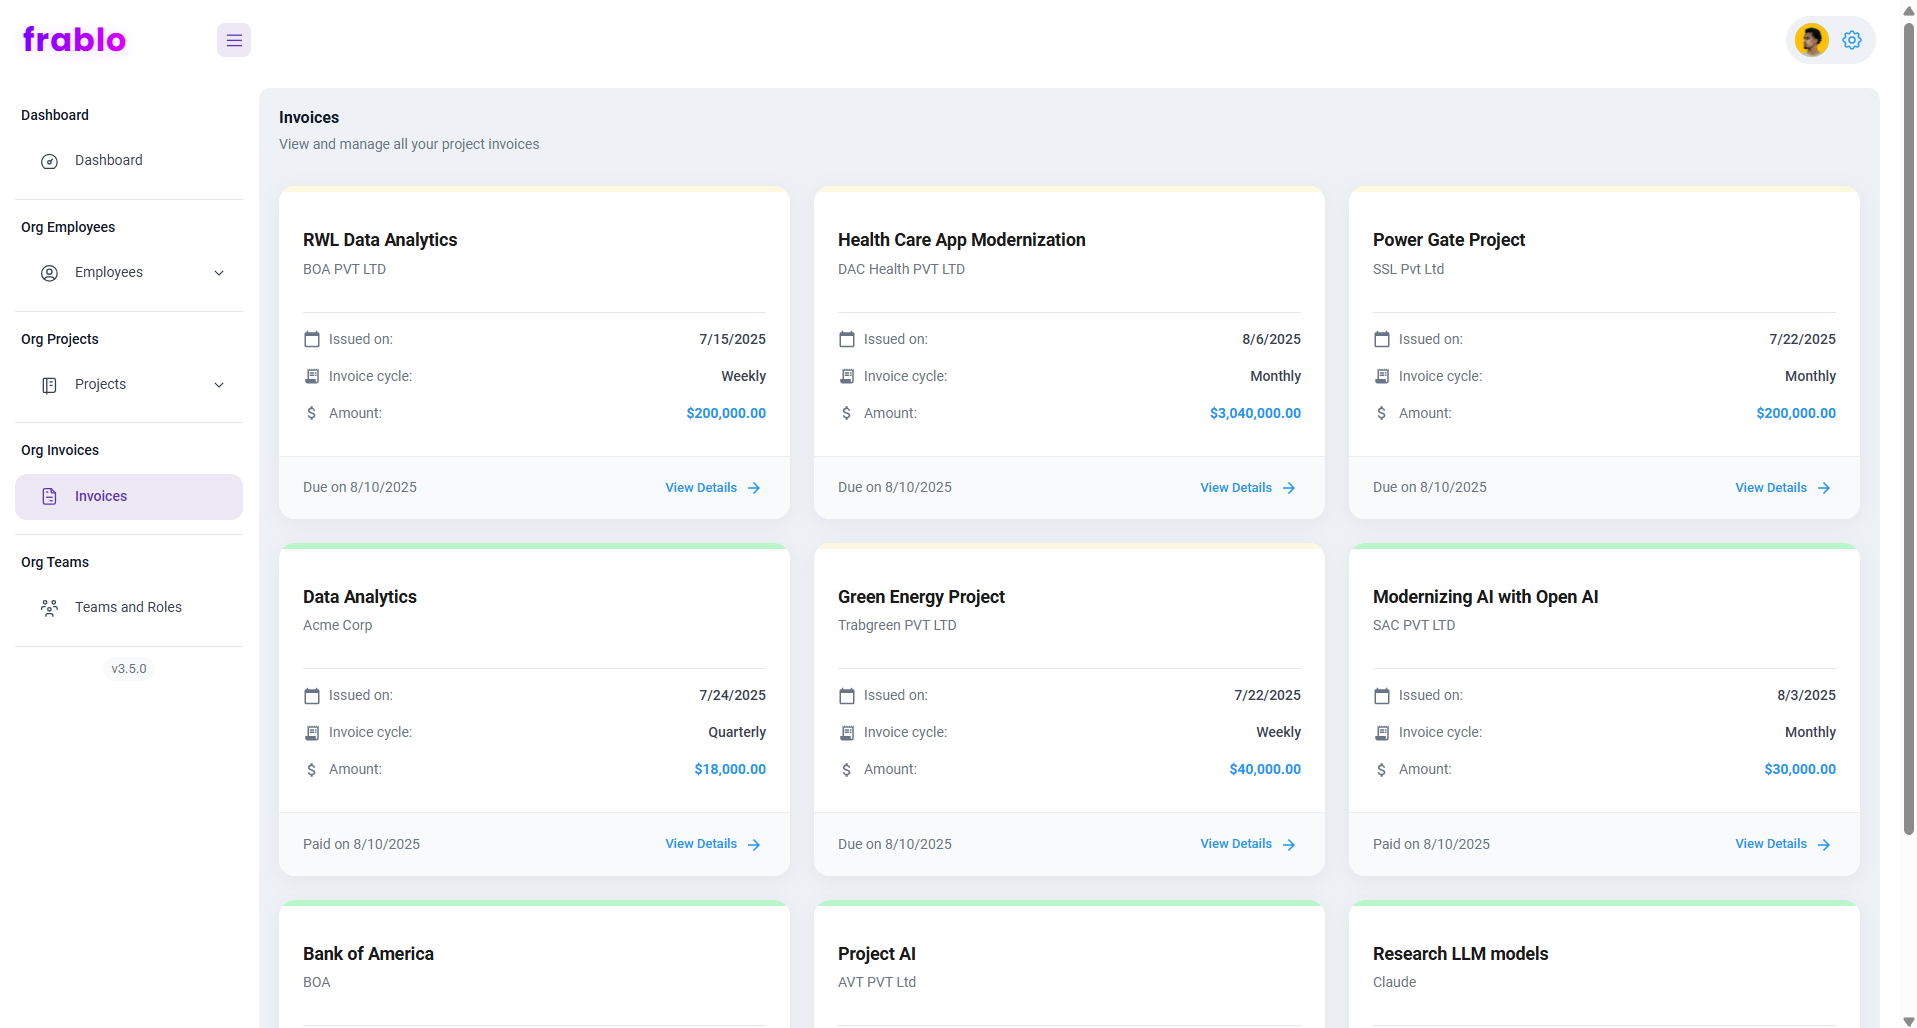 frablo
Dashboard
Dashboard
Org Employees
Employees
Org Projects
Projects
Org Invoices
Invoices
Org Teams
Teams and Roles
v3.5.0
Invoices
View and manage all your project invoices
RWL Data Analytics
BOA PVT LTD
Issued on: 7/15/2025
Invoice cycle: Weekly
$ Amount: $200,000.00
Due on 8/10/2025 View Details
Health Care App Modernization
DAC Health PVT LTD
Issued on: 8/6/2025
Invoice cycle: Monthly
$ Amount: $3,040,000.00
Due on 8/10/2025 View Details
Power Gate Project
SSL Pvt Ltd
Issued on: 7/22/2025
Invoice cycle: Monthly
$ Amount: $200,000.00
Due on 8/10/2025 View Details
Data Analytics
Acme Corp
Issued on: 7/24/2025
Invoice cycle: Quarterly
$ Amount: $18,000.00
Paid on 8/10/2025 View Details
Green Energy Project
Trabgreen PVT LTD
Issued on: 7/22/2025
Invoice cycle: Weekly
$ Amount: $40,000.00
Due on 8/10/2025 View Details
Modernizing AI with Open AI
SAC PVT LTD
Issued on: 8/3/2025
Invoice cycle: Monthly
$ Amount: $30,000.00
Paid on 8/10/2025 View Details
Bank of America
BOA
Project AI
AVT PVT Ltd
Research LLM models
Claude